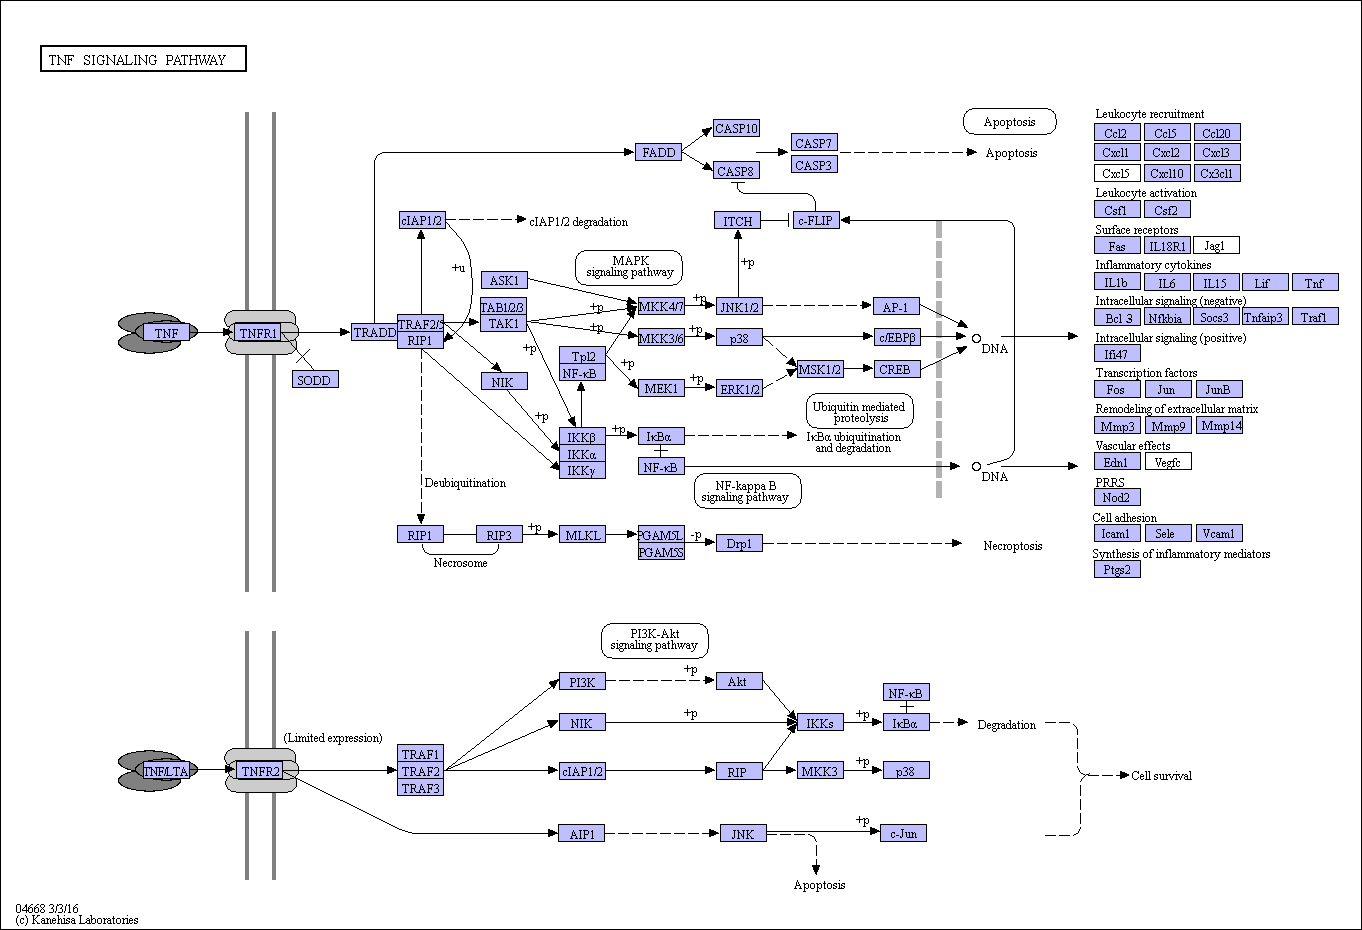 TNF SIGNALING PATHWAY
Apoptosis
CASP10
FADD
CASP7
CASP3
Apoptosis
CASP8
cIAP1/2
cIAP1/2 degradation
ITCH
c-FLIP
+u
MAPK
signaling pathway
+p
ASK1
TAB1/2/3
TAK1
+p
+p
+p
MKK4/7
+p
JNK1/2
AP-1
TNF
TNFR1
TRADD
TRAF2/5
RIP1
MKK3/6
+p
p38
c/EBPβ
DNA
SODD
NIK
Tpl2
NF-κB
+p
MEK1
+p
ERK1/2
MSK1/2
CREB
+p
Ubiquitin mediated
proteolysis
IKKβ
IKKα
IKKγ
+p
IκBα
NF-κB
IκBα ubiquitination
and degradation
DNA
NF-kappa B
signaling pathway
Deubiquitination
RIP1
RIP3
Necrosome
+p
MLKL
PGAM5L
PGAM5S
-p
Drp1
Necroptosis
Leukocyte recruitment
Ccl2 Ccl5 Ccl20
Cxcl1 Cxcl2 Cxcl3
Cxcl5 Cxcl10 Cx3cl1
Leukocyte activation
Csf1 Csf2
Surface receptors
Fas IL18R1 Jag1
Inflammatory cytokines
IL1b IL6 IL15 Lif Tnf
Intracellular signaling (negative)
Bcl3 Nfkbia Socs3 Tnfaip3 Traf1
Intracellular signaling (positive)
Ifi47
Transcription factors
Fos Jun JunB
Remodeling of extracellular matrix
Mmp3 Mmp9 Mmp14
Vascular effects
Edn1 Vegfc
PRRS
Nod2
Cell adhesion
Icam1 Sele Vcam1
Synthesis of inflammatory mediators
Ptgs2
PI3K-Akt
signaling pathway
PI3K
+p
Akt
NF-κB
NIK
+p
IKKs
+p
IκBα
Degradation
(Limited expression)
TNF/LTA
TNFR2
TRAF1
TRAF2
TRAF3
cIAP1/2
RIP
MKK3
+p
p38
Cell survival
AIP1
JNK
+p
c-Jun
Apoptosis
04668 3/3/16
(c) Kanehisa Laboratories